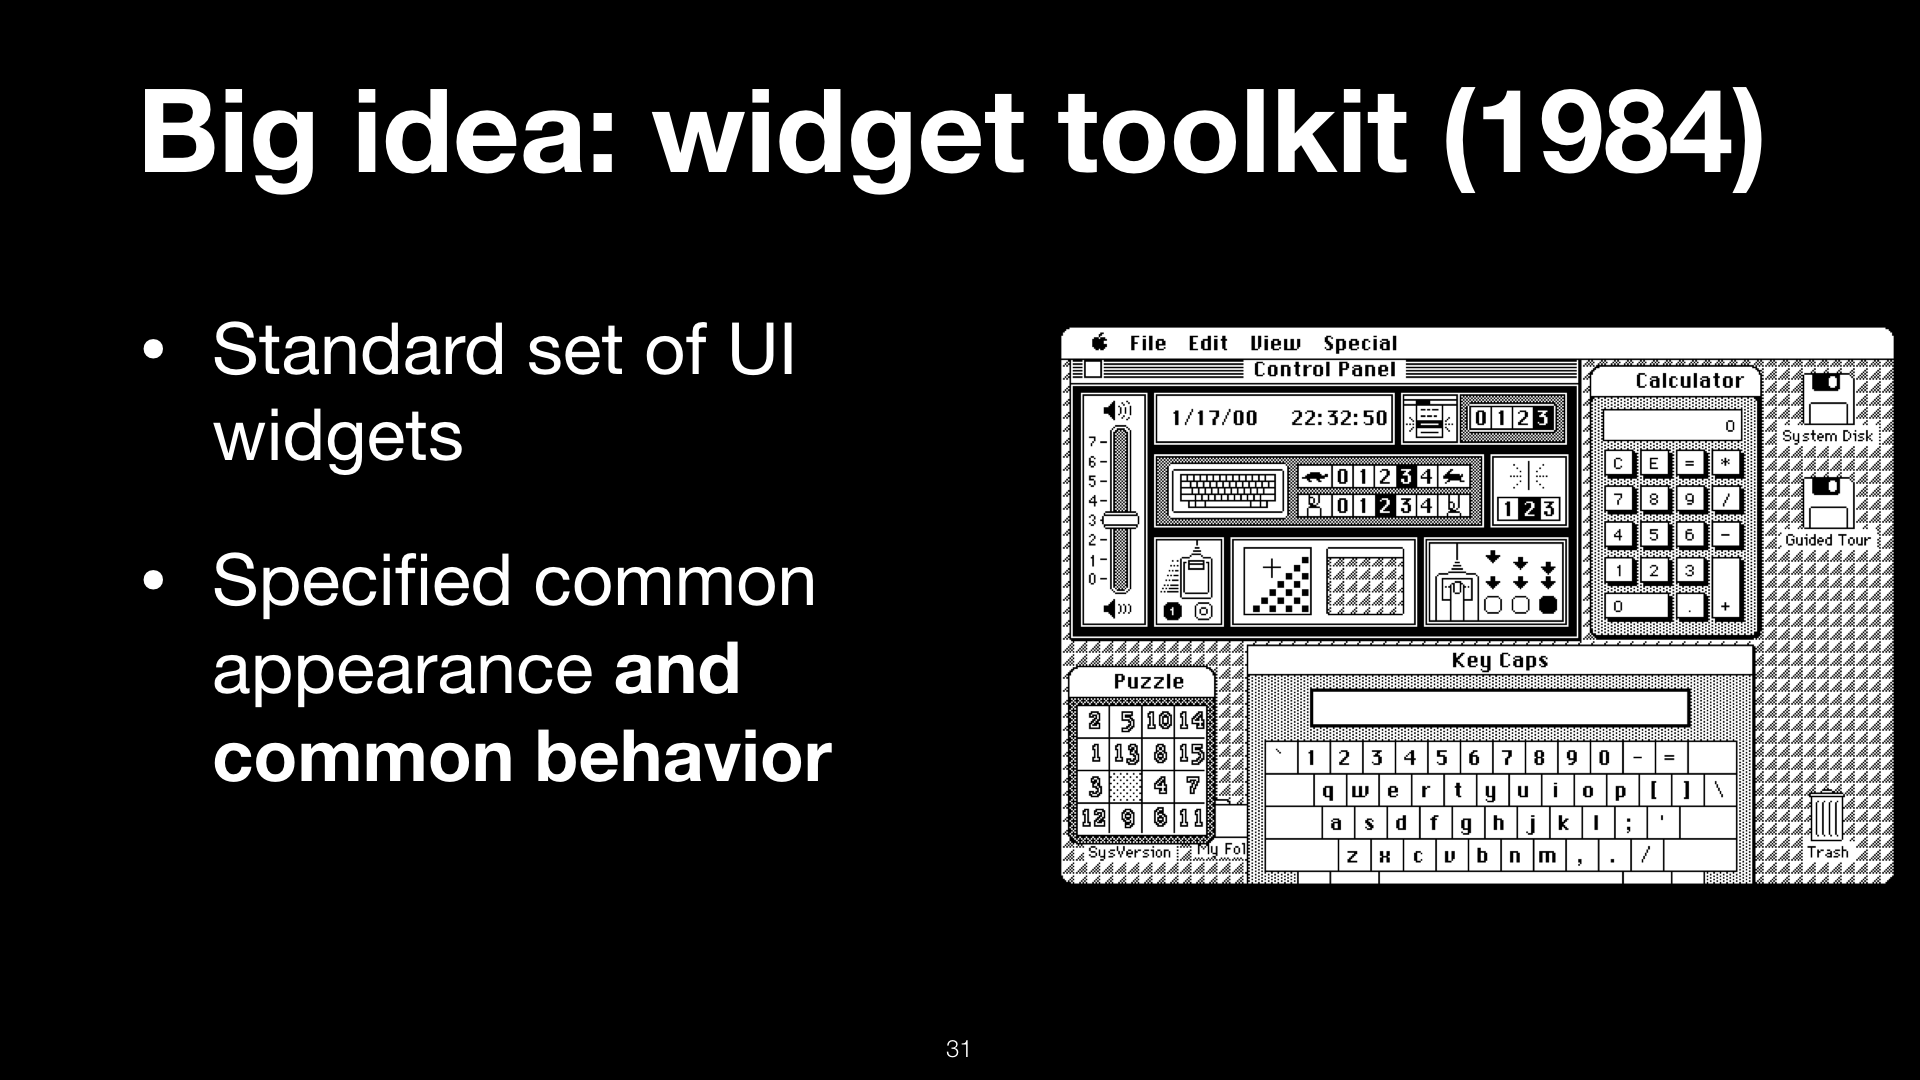 Big idea: widget toolkit (1984)
• Standard set of UI
widgets
• Specified common
appearance and
common behavior
File Edit View Special
Control Panel
1/17/00 22:32:50
0 1 2 3
7-
6-
5-
4-
3-
2-
1-
0-
0 1 2 3 4
0 1 2 3 4
1 2 3
1 0
Calculator
0
C E = *
7 8 9 /
4 5 6 -
1 2 3
0 . +
System Disk
Guided Tour
Puzzle
2 5 10 14
1 13 8 15
3 4 7
12 9 6 11
SysVersion
My Fol
Key Caps
` 1 2 3 4 5 6 7 8 9 0 - =
q w e r t y u i o p [ ] \
a s d f g h j k l ; '
z x c v b n m , . /
Trash
31